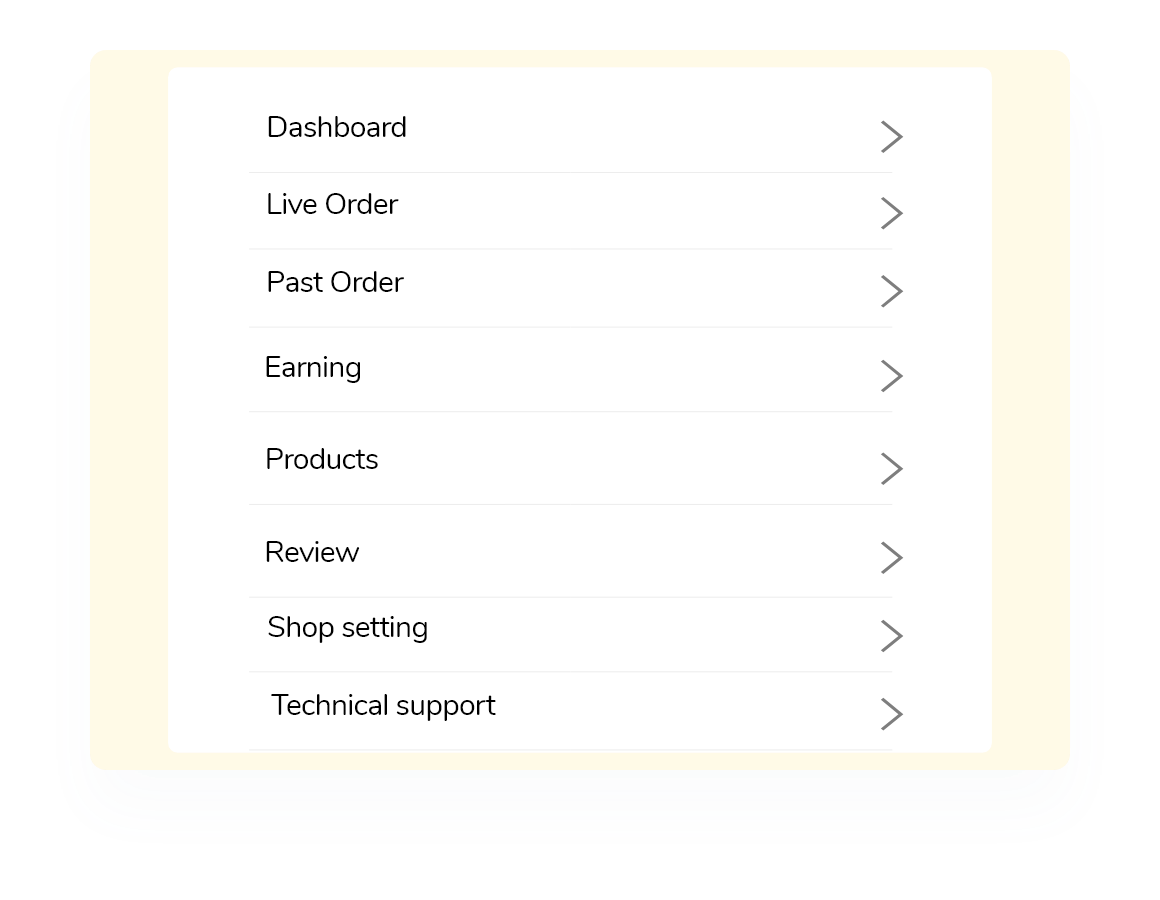 Dashboard
Live Order
Past Order
Earning
Products
Review
Shop setting
Technical support